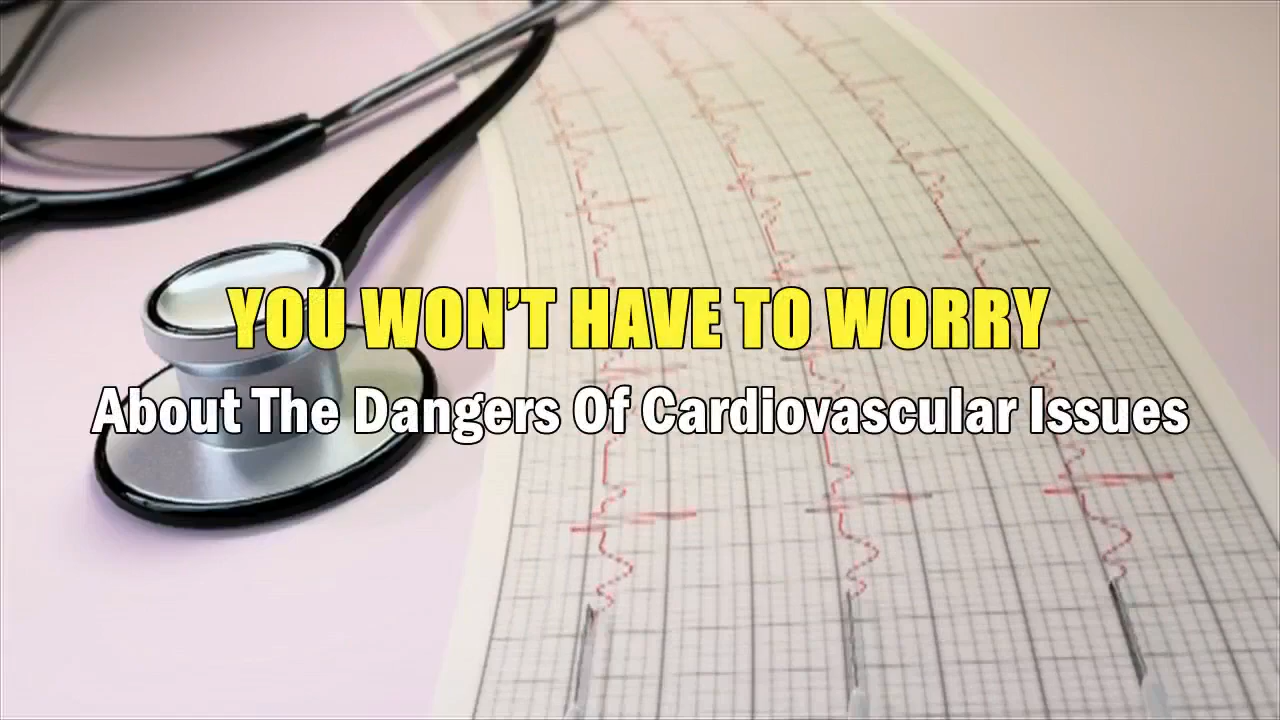 YOU WON’T HAVE TO WORRY
About The Dangers Of Cardiovascular Issues